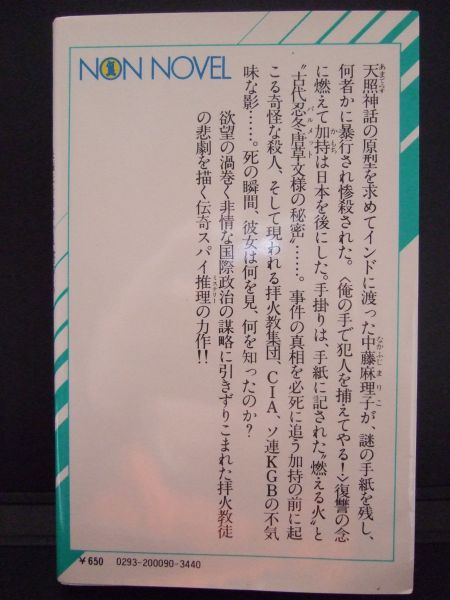 NON NOVEL
天照神話の原型を求めてインドに渡った中藤麻理子が、謎の手紙を残し、
何者かに暴行され惨殺された。〈俺の手で犯人を捕えてやる！〉復讐の念
に燃えて加持は日本を後にした。手掛りは、手紙に記された〝燃える火〟と
〝古代忍冬唐草文様の秘密〟……。事件の真相を必死に追う加持の前に起
こる奇怪な殺人、そして現われる拝火教集団、CIA、ソ連KGBの不気
味な影……。死の瞬間、彼女は何を見、何を知ったのか？
欲望の渦巻く非情な国際政治の謀略に引きずりこまれた拝火教徒
の悲劇を描く伝奇スパイ推理の力作!!
￥650 0293-200090-3440